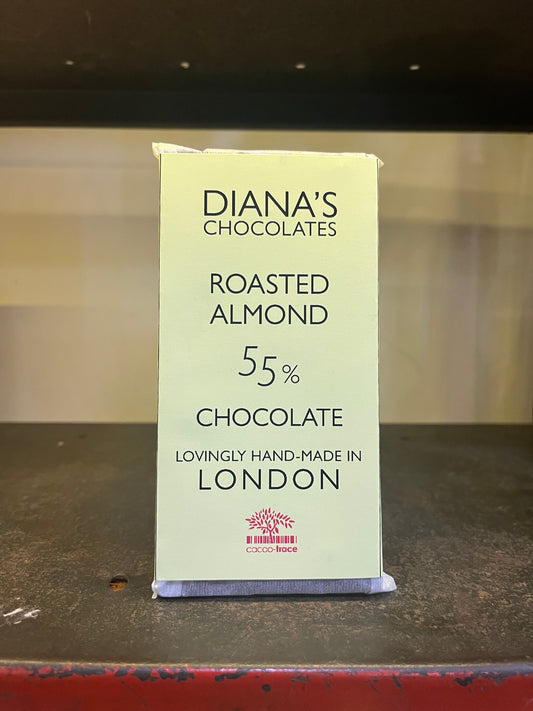 DIANA'S
CHOCOLATES
ROASTED
ALMOND
55%
CHOCOLATE
LOVINGLY HAND-MADE IN
LONDON
cacao-trace